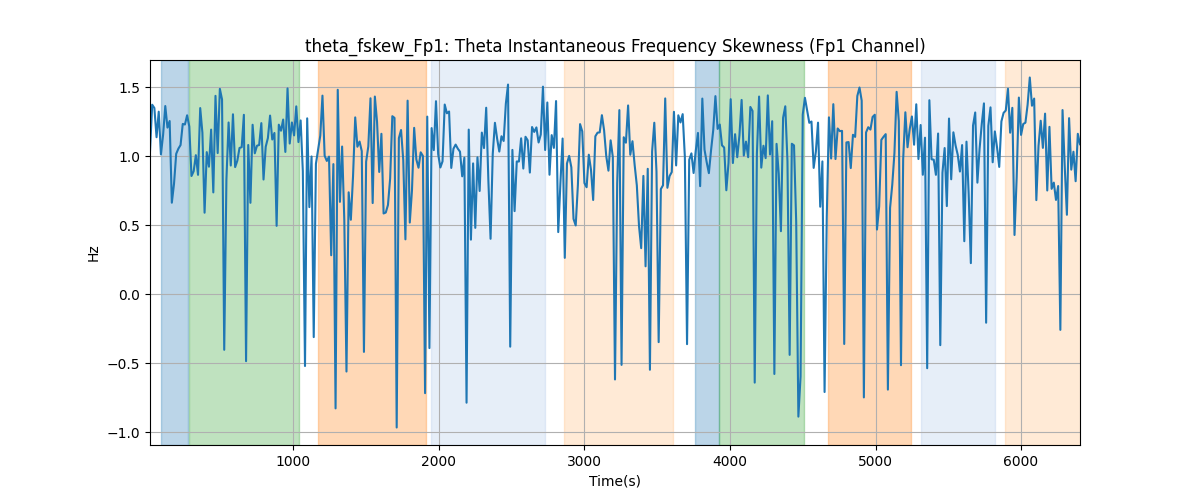 theta_fskew_Fp1: Theta Instantaneous Frequency Skewness (Fp1 Channel)
1.5
1.0
0.5
0.0
−0.5
−1.0
Hz
1000 2000 3000 4000 5000 6000
Time(s)